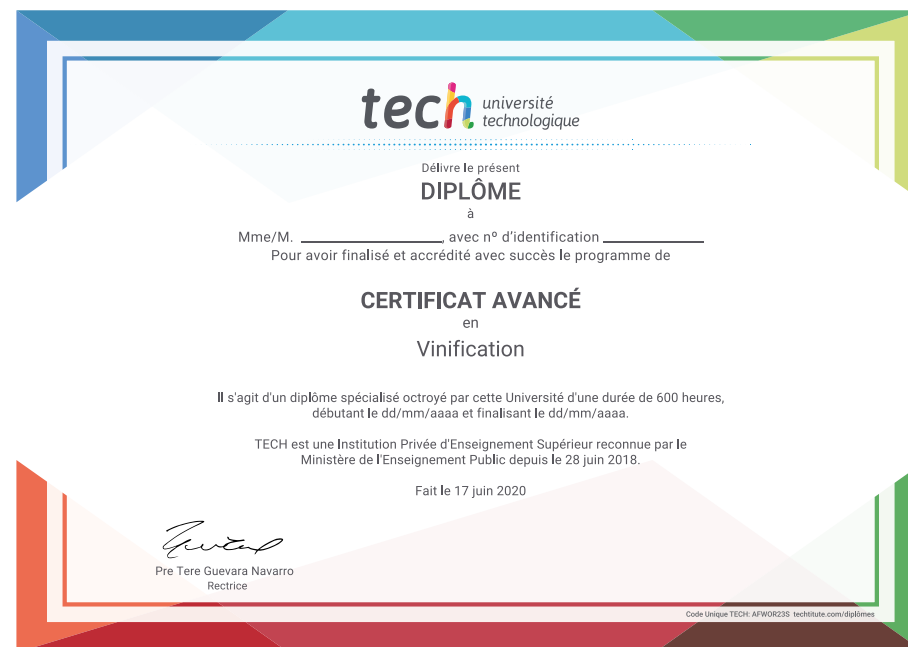 tech université
technologique
Délivre le présent
DIPLÔME
à
Mme/M. ____________________, avec nº d'identification ______________
Pour avoir finalisé et accrédité avec succès le programme de
CERTIFICAT AVANCÉ
en
Vinification
Il s'agit d'un diplôme spécialisé octroyé par cette Université d'une durée de 600 heures,
débutant le dd/mm/aaaa et finalisant le dd/mm/aaaa.
TECH est une Institution Privée d'Enseignement Supérieur reconnue par le
Ministère de l'Enseignement Public depuis le 28 juin 2018.
Fait le 17 juin 2020
Pre Tere Guevara Navarro
Rectrice
Code Unique TECH: AFWOR23S techtitute.com/diplômes